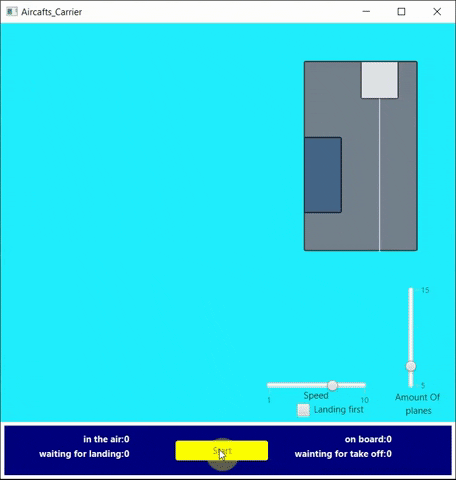 Aircafts_Carrier
15
5
Amount Of
planes
Speed
1
10
Landing first
in the air:0
waiting for landing:0
Start
on board:0
wainting for take off:0